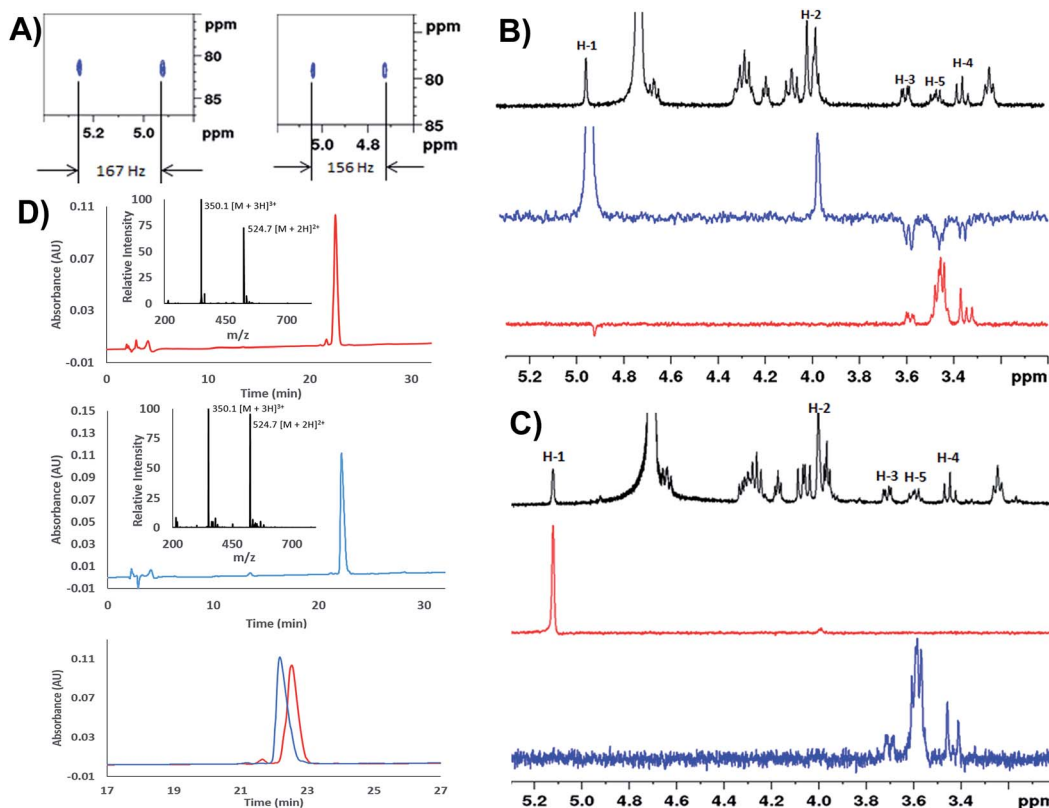 A)
ppm
80
85
5.2 5.0 ppm
167 Hz
ppm
80
85
5.0 4.8 ppm
156 Hz
B)
H-1
H-2
H-3
H-5
H-4
5.2 5.0 4.8 4.6 4.4 4.2 4.0 3.8 3.6 3.4 ppm
C)
H-1
H-2
H-3
H-5
H-4
5.2 5.0 4.8 4.6 4.4 4.2 4.0 3.8 3.6 3.4 ppm
D)
Absorbance (AU)
0.11
0.07
0.03
-0.01
0 10 20 30
Time (min)
Relative Intensity
100
75
50
25
0
350.1 [M + 3H]³⁺
524.7 [M + 2H]²⁺
200 450 700
m/z
Absorbance (AU)
0.15
0.13
0.11
0.09
0.07
0.05
0.03
0.01
-0.01
0 10 20 30
Time (min)
Relative Intensity
100
75
50
25
0
350.1 [M + 3H]³⁺
524.7 [M + 2H]²⁺
200 450 700
m/z
Absorbance (AU)
0.11
0.07
0.03
-0.01
17 19 21 23 25 27
Time (min)